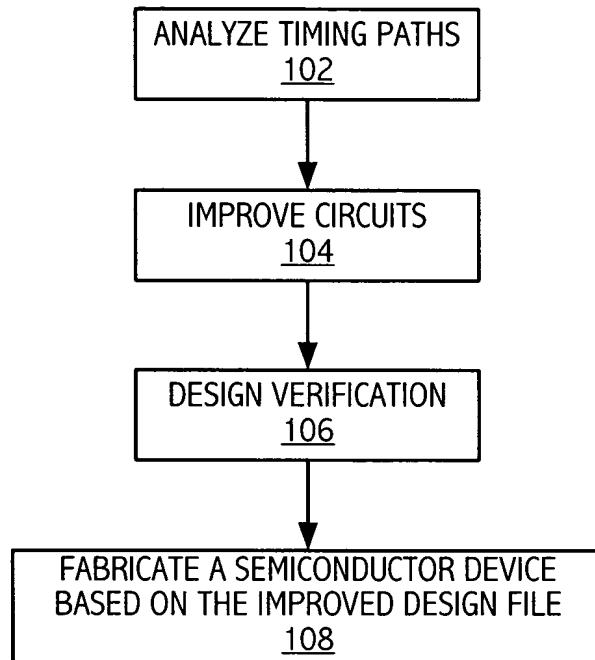 ANALYZE TIMING PATHS
102
IMPROVE CIRCUITS
104
DESIGN VERIFICATION
106
FABRICATE A SEMICONDUCTOR DEVICE
BASED ON THE IMPROVED DESIGN FILE
108